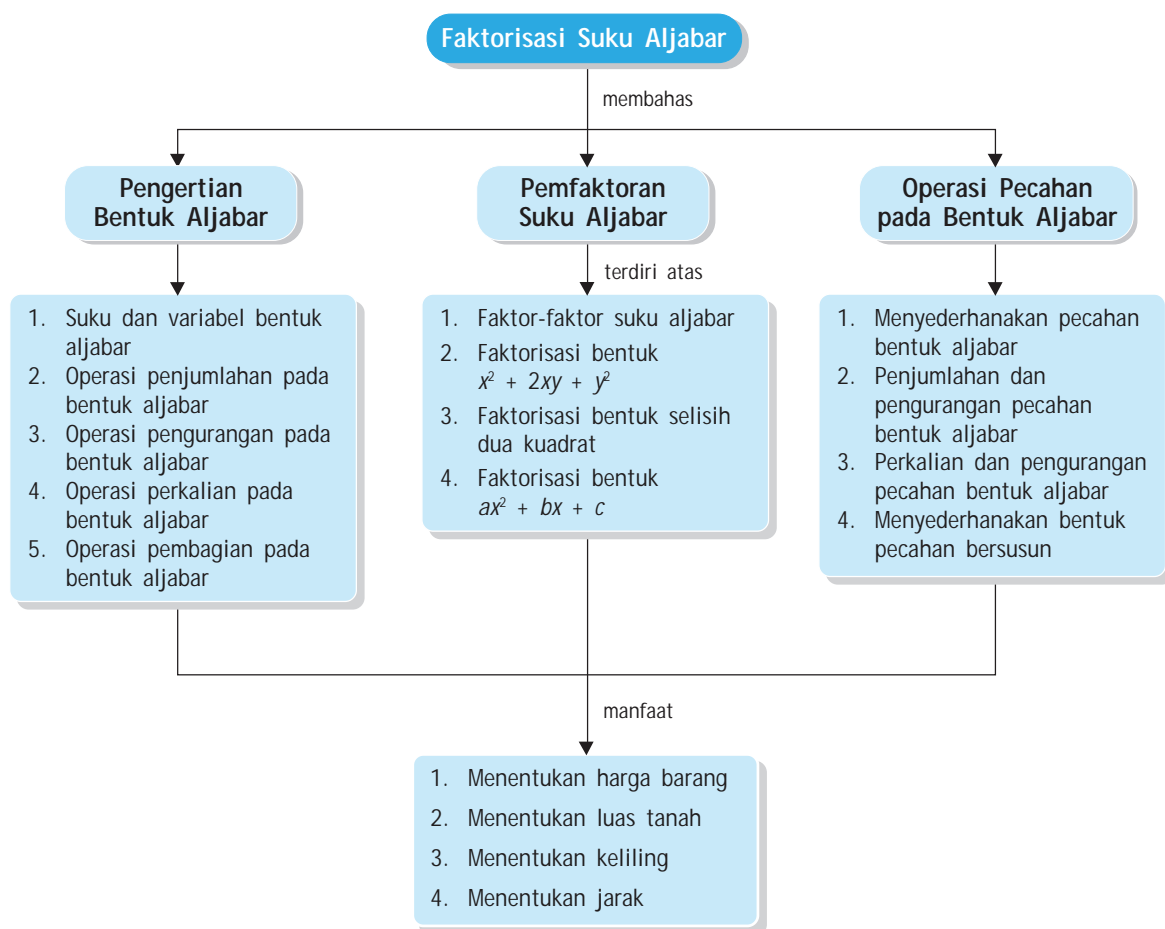 Faktorisasi Suku Aljabar
membahas
Pengertian
Bentuk Aljabar
1. Suku dan variabel bentuk
aljabar
2. Operasi penjumlahan pada
bentuk aljabar
3. Operasi pengurangan pada
bentuk aljabar
4. Operasi perkalian pada
bentuk aljabar
5. Operasi pembagian pada
bentuk aljabar
Pemfaktoran
Suku Aljabar
terdiri atas
1. Faktor-faktor suku aljabar
2. Faktorisasi bentuk
x² + 2xy + y²
3. Faktorisasi bentuk selisih
dua kuadrat
4. Faktorisasi bentuk
ax² + bx + c
Operasi Pecahan
pada Bentuk Aljabar
1. Menyederhanakan pecahan
bentuk aljabar
2. Penjumlahan dan
pengurangan pecahan
bentuk aljabar
3. Perkalian dan pengurangan
pecahan bentuk aljabar
4. Menyederhanakan bentuk
pecahan bersusun
manfaat
1. Menentukan harga barang
2. Menentukan luas tanah
3. Menentukan keliling
4. Menentukan jarak